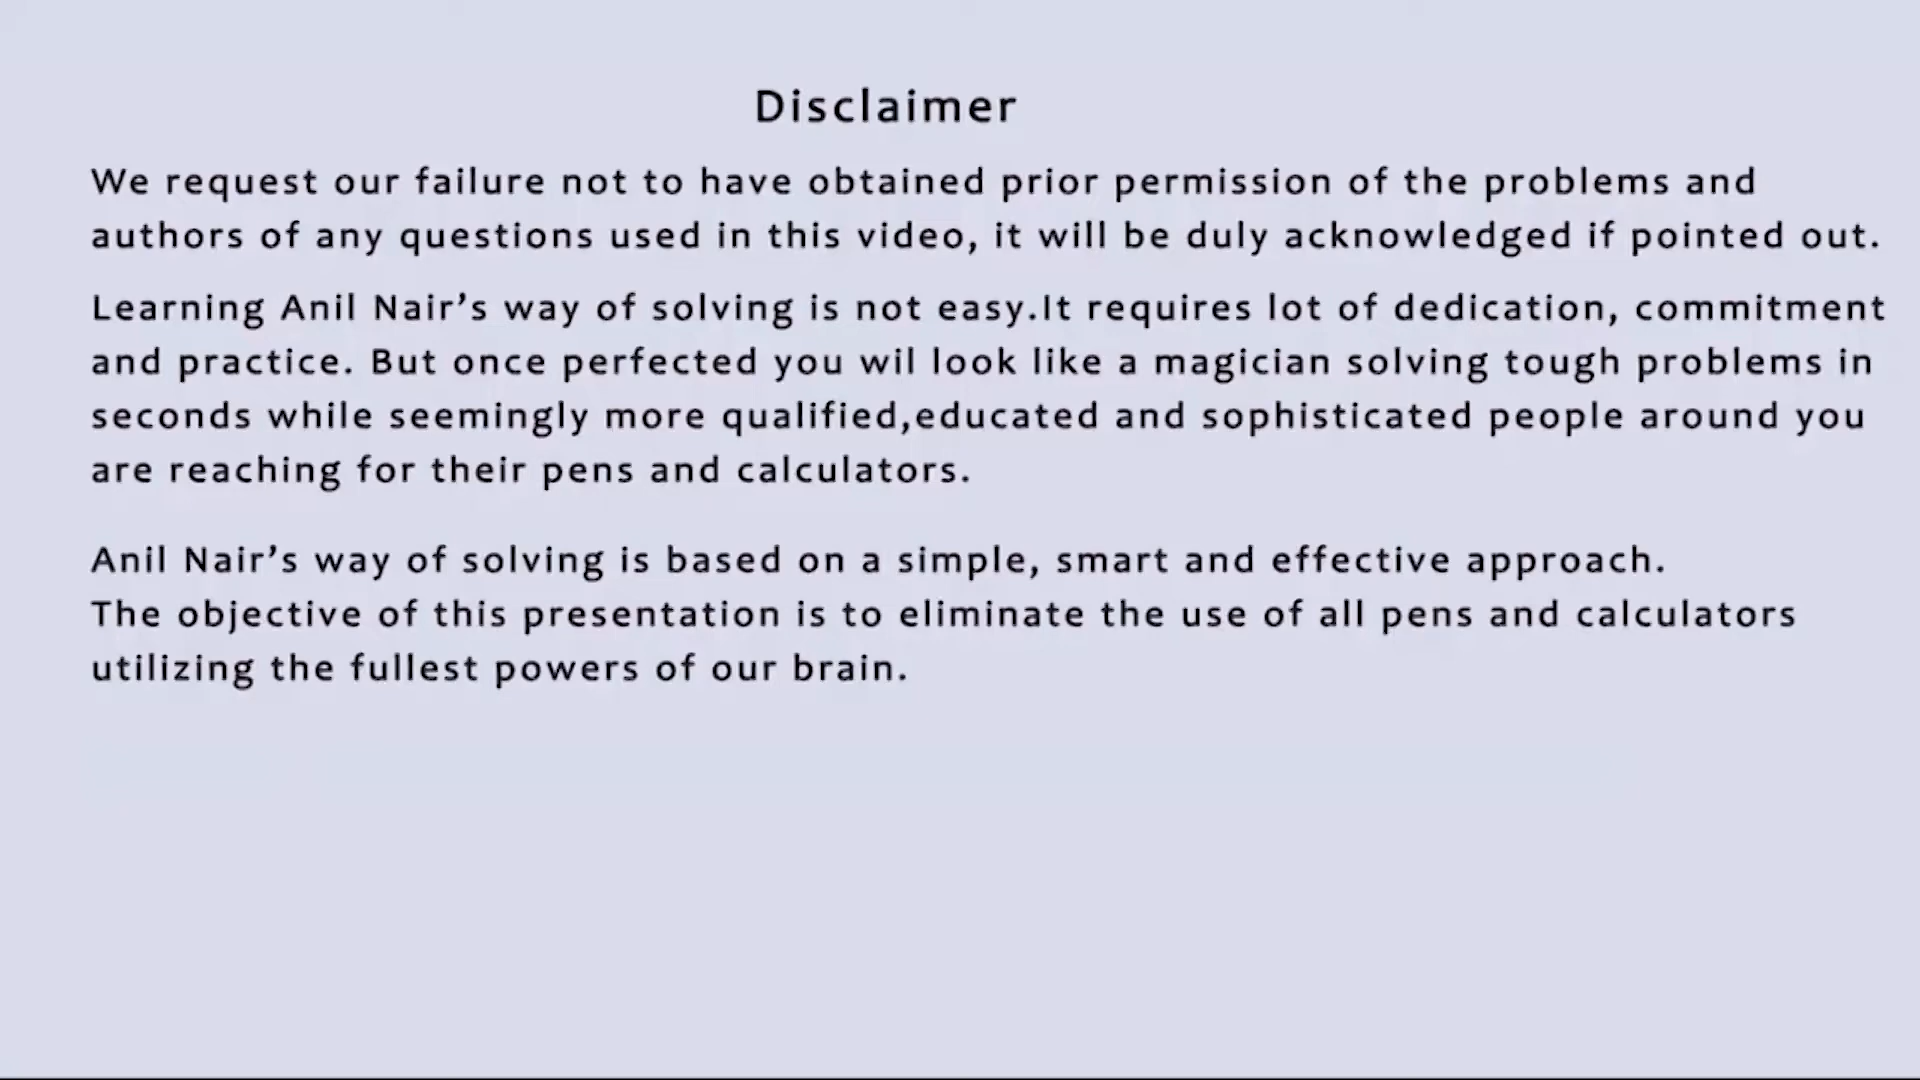 Disclaimer
We request our failure not to have obtained prior permission of the problems and
authors of any questions used in this video, it will be duly acknowledged if pointed out.
Learning Anil Nair’s way of solving is not easy.It requires lot of dedication, commitment
and practice. But once perfected you wil look like a magician solving tough problems in
seconds while seemingly more qualified,educated and sophisticated people around you
are reaching for their pens and calculators.
Anil Nair’s way of solving is based on a simple, smart and effective approach.
The objective of this presentation is to eliminate the use of all pens and calculators
utilizing the fullest powers of our brain.